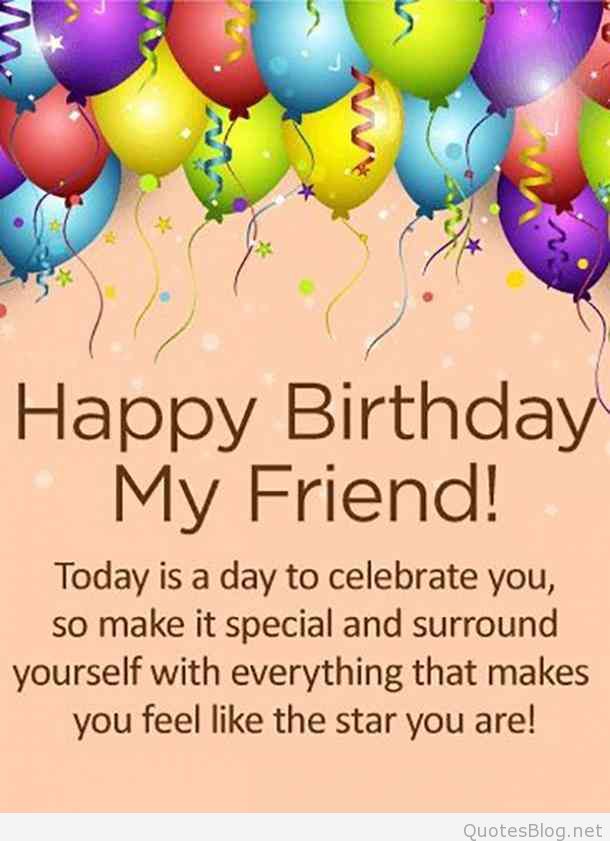 Happy Birthday
My Friend!
Today is a day to celebrate you,
so make it special and surround
yourself with everything that makes
you feel like the star you are!
QuotesBlog.net